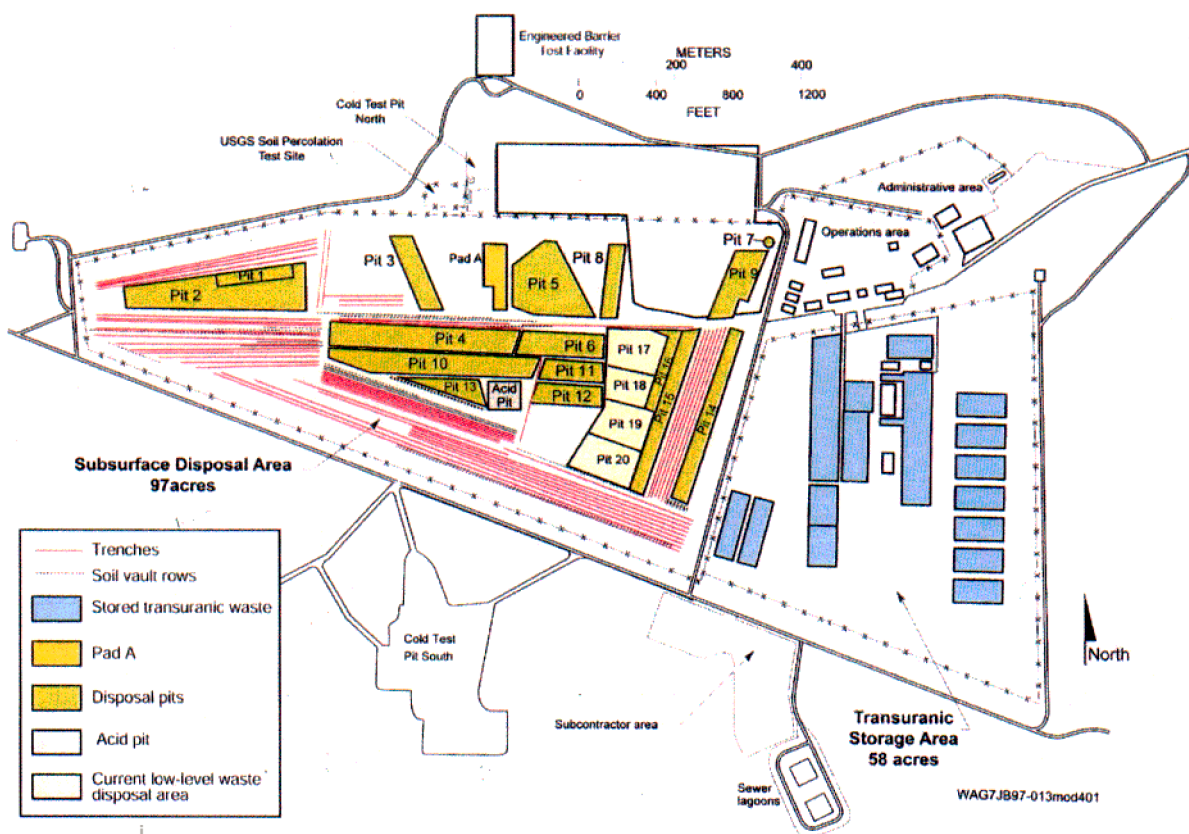 Engineered Barrier
Tost Facility
METERS
200
400
0
400
800
1200
FEET
Cold Test Pit
North
USGS Soil Percolation
Test Site
Administrative area
Operations area
Pit 7
Pit 3
Pad A
Pit 5
Pit 8
Pit 9
Pit 1
Pit 2
Pit 4
Pit 6
Pit 17
Pit 16
Pit 10
Pit 11
Pit 18
Pit 13
Acid
Pit
Pit 12
Pit 15
Pit 14
Pit 19
Pit 20
Subsurface Disposal Area
97acres
Trenches
Soil vault rows
Stored transuranic waste
Pad A
Disposal pits
Acid pit
Current low-level waste
disposal area
Cold Test
Pit South
Subcontractor area
North
Transuranic
Storage Area
58 acres
Sewer
lagoons
WAG7JB97-013mod401